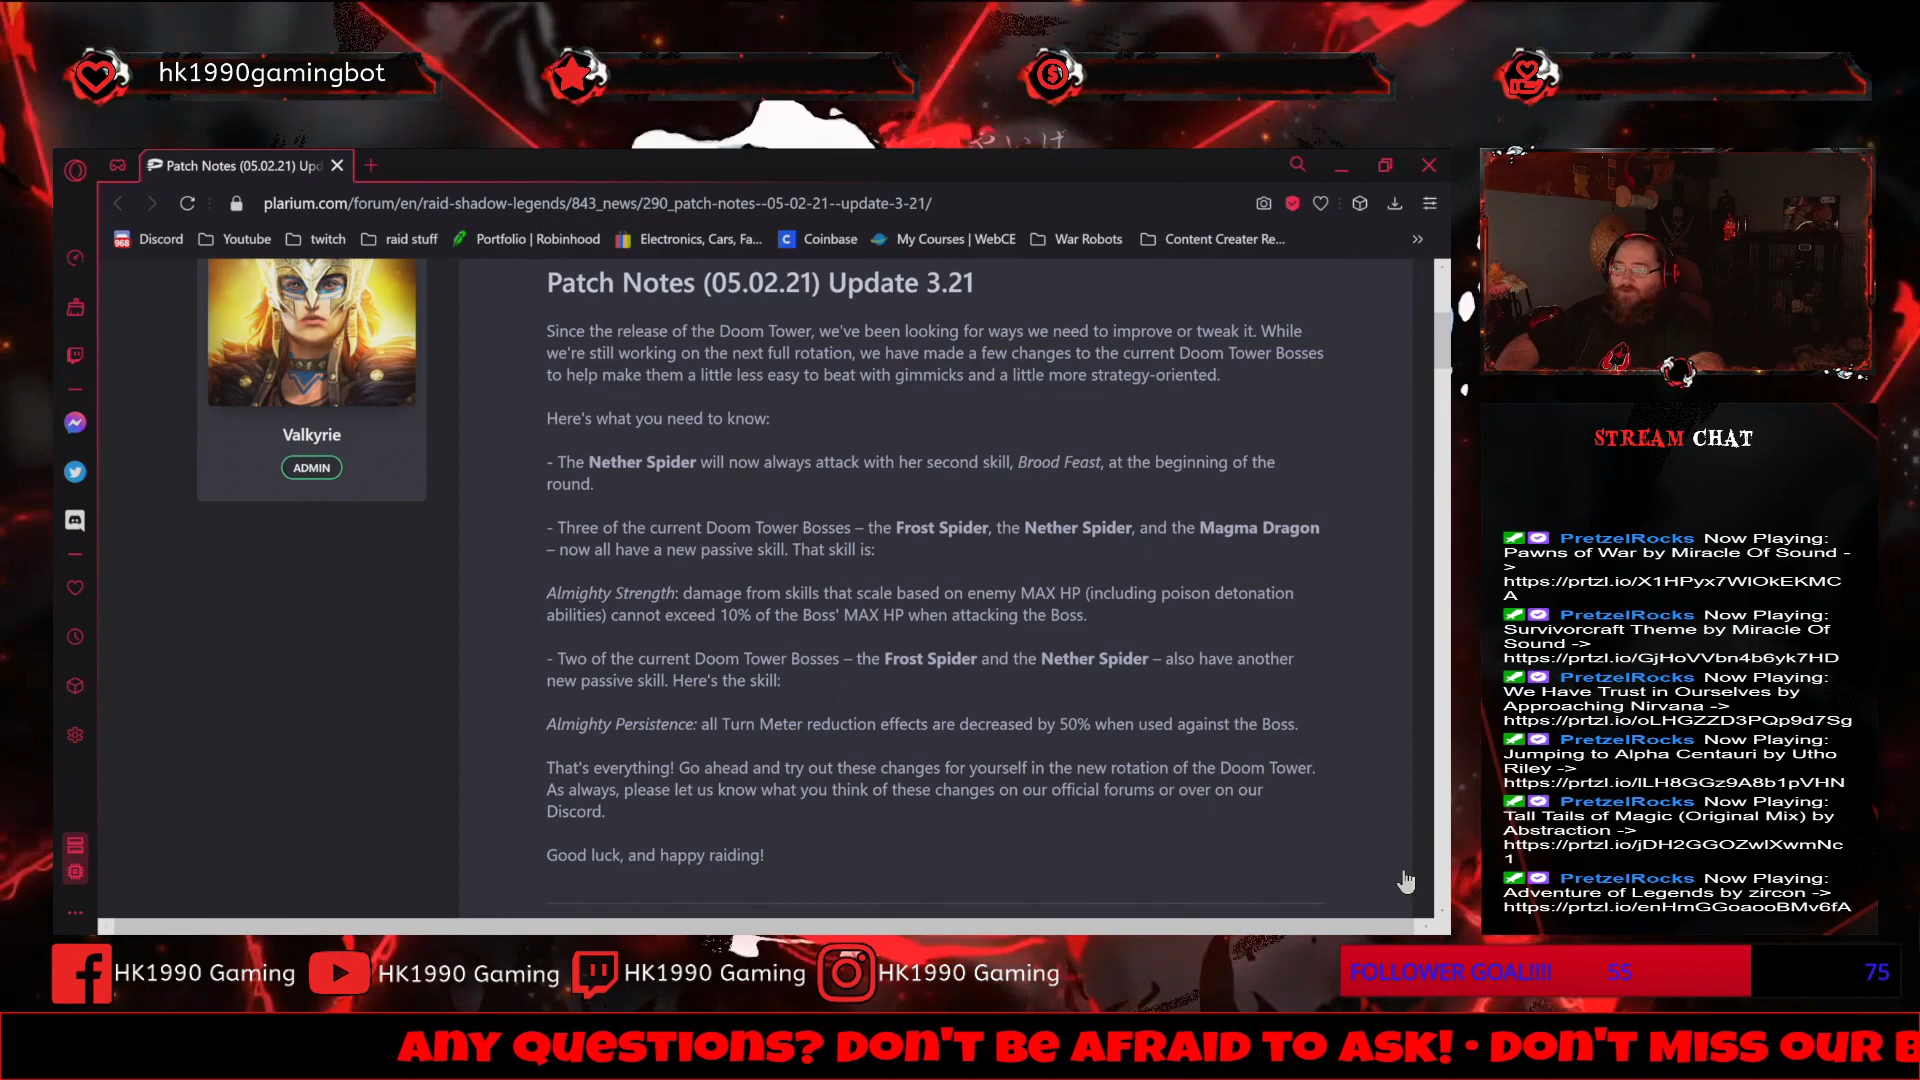 hk1990gamingbot
Patch Notes (05.02.21) Upd
plarium.com/forum/en/raid-shadow-legends/843_news/290_patch-notes--05-02-21--update-3-21/
968
Discord
Youtube
twitch
raid stuff
Portfolio | Robinhood
Electronics, Cars, Fa...
Coinbase
My Courses | WebCE
War Robots
Content Creater Re...
Valkyrie
ADMIN
Patch Notes (05.02.21) Update 3.21
Since the release of the Doom Tower, we've been looking for ways we need to improve or tweak it. While
we're still working on the next full rotation, we have made a few changes to the current Doom Tower Bosses
to help make them a little less easy to beat with gimmicks and a little more strategy-oriented.
Here's what you need to know:
- The Nether Spider will now always attack with her second skill, Brood Feast, at the beginning of the
round.
- Three of the current Doom Tower Bosses – the Frost Spider, the Nether Spider, and the Magma Dragon
– now all have a new passive skill. That skill is:
Almighty Strength: damage from skills that scale based on enemy MAX HP (including poison detonation
abilities) cannot exceed 10% of the Boss' MAX HP when attacking the Boss.
- Two of the current Doom Tower Bosses – the Frost Spider and the Nether Spider – also have another
new passive skill. Here's the skill:
Almighty Persistence: all Turn Meter reduction effects are decreased by 50% when used against the Boss.
That's everything! Go ahead and try out these changes for yourself in the new rotation of the Doom Tower.
As always, please let us know what you think of these changes on our official forums or over on our
Discord.
Good luck, and happy raiding!
STREAM CHAT
PretzelRocks Now Playing:
Pawns of War by Miracle Of Sound -
>
https://prtzl.io/X1HPyx7WIOkEKMC
A
PretzelRocks Now Playing:
Survivorcraft Theme by Miracle Of
Sound ->
https://prtzl.io/GjHoVVbn4b6yk7HD
PretzelRocks Now Playing:
We Have Trust in Ourselves by
Approaching Nirvana ->
https://prtzl.io/oLHGZZD3PQp9d7Sg
PretzelRocks Now Playing:
Jumping to Alpha Centauri by Utho
Riley ->
https://prtzl.io/lLH8GGz9A8b1pVHN
PretzelRocks Now Playing:
Tall Tails of Magic (Original Mix) by
Abstraction ->
https://prtzl.io/jDH2GGOZwlXwmNc
1
PretzelRocks Now Playing:
Adventure of Legends by zircon ->
https://prtzl.io/enHmGGoaooBMv6fA
HK1990 Gaming
HK1990 Gaming
HK1990 Gaming
HK1990 Gaming
FOLLOWER GOAL!!!! 55 75
ANY QUESTIONS? DON'T BE AFRAID TO ASK! • DON'T MISS OUR B